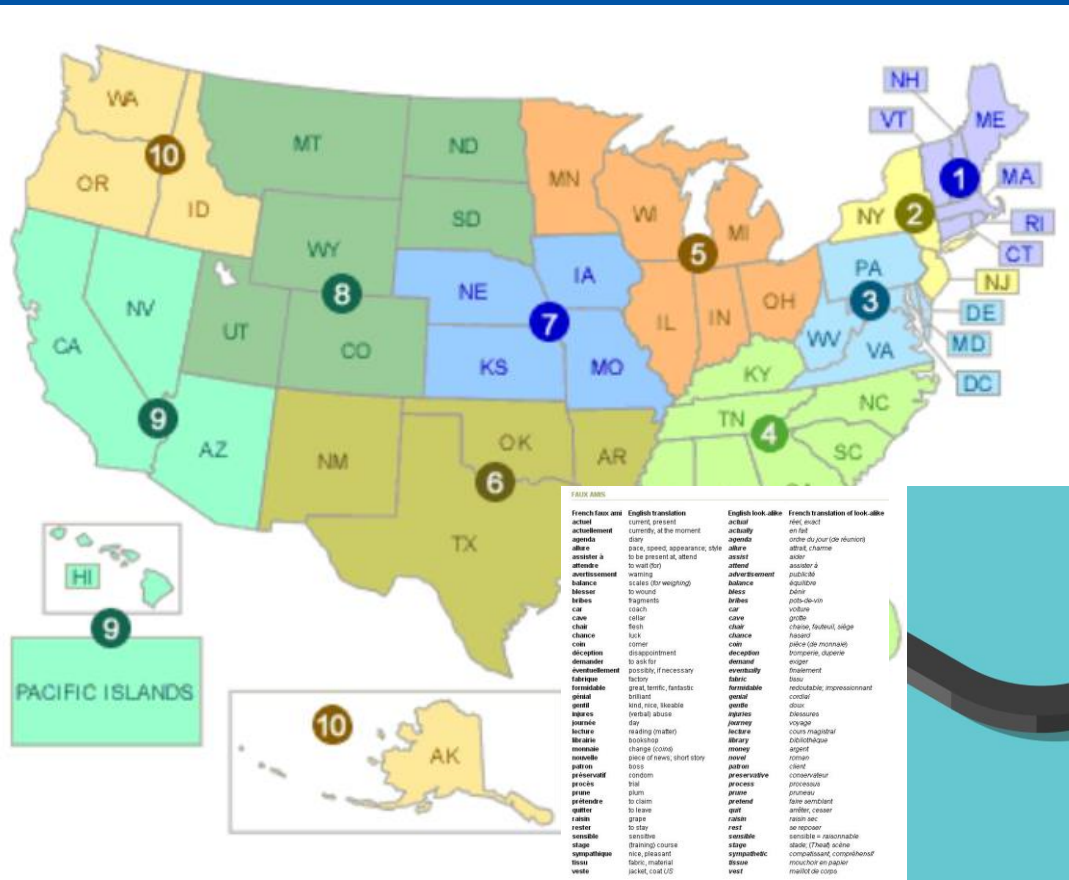 NH
ME
VT
WA
MT
ND
MN
10
OR
ID
SD
WI
MI
1
MA
NY
2
RI
CT
WY
5
PA
NJ
NE
IA
8
3
DE
NV
7
IL
IN
OH
UT
CO
WV
VA
MD
CA
KS
MO
KY
DC
9
TN
4
NC
AZ
NM
OK
AR
SC
6
TX
HI
9
PACIFIC ISLANDS
10
AK
FAUX AMIS
French faux ami English translation English look-alike French translation of look-alike
actuel current, present actual réel, exact
actuellement currently, at the moment actually en fait
agenda diary agenda ordre du jour (de réunion)
allure pace, speed; appearance; style allure attrait, charme
assister à to be present at, attend assist aider
attendre to wait (for) attend assister à
avertissement warning advertisement publicité
balance scales (for weighing) balance équilibre
blesser to wound bless bénir
bribes fragments bribes pots-de-vin
car coach car voiture
cave cellar cave grotte
chair flesh chair chaise, fauteuil, siège
chance luck chance hasard
coin corner coin pièce (de monnaie)
déception disappointment deception tromperie, duperie
demander to ask for demand exiger
éventuellement possibly, if necessary eventually finalement
fabrique factory fabric tissu
formidable great, terrific, fantastic formidable redoutable; impressionnant
génial brilliant genial cordial
gentil kind, nice, likeable gentle doux
injures (verbal) abuse injuries blessures
journée day journey voyage
lecture reading (matter) lecture cours magistral
librairie bookshop library bibliothèque
monnaie change (coins) money argent
nouvelle piece of news; short story novel roman
patron boss patron client
préservatif condom preservative conservateur
procès trial process processus
prune plum prune pruneau
prétendre to claim pretend faire semblant
quitter to leave quit arrêter, cesser
raisin grape raisin raisin sec
rester to stay rest se reposer
sensible sensitive sensible sensible = raisonnable
stage (training) course stage stade; (Theat) scène
sympathique nice, pleasant sympathetic compatissant, compréhensif
tissu fabric, material tissue mouchoir en papier
veste jacket, coat US vest maillot de corps